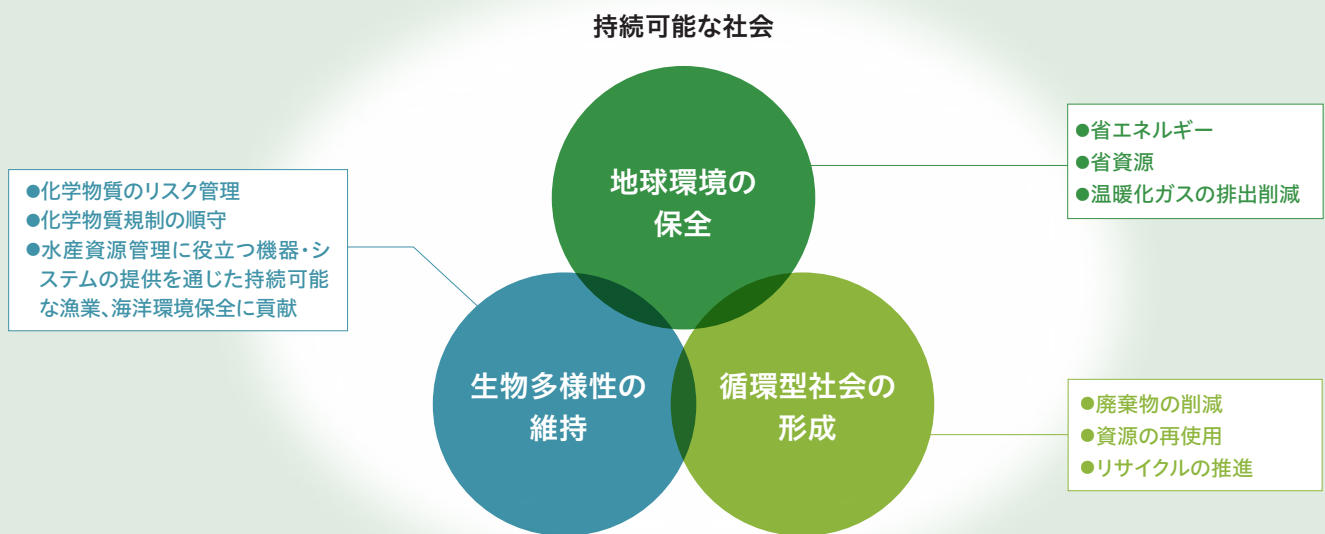 持続可能な社会
地球環境の
保全
●省エネルギー
●省資源
●温暖化ガスの排出削減
●化学物質のリスク管理
●化学物質規制の順守
●水産資源管理に役立つ機器・シ
ステムの提供を通じた持続可能
な漁業、海洋環境保全に貢献
生物多様性の
維持
循環型社会の
形成
●廃棄物の削減
●資源の再使用
●リサイクルの推進